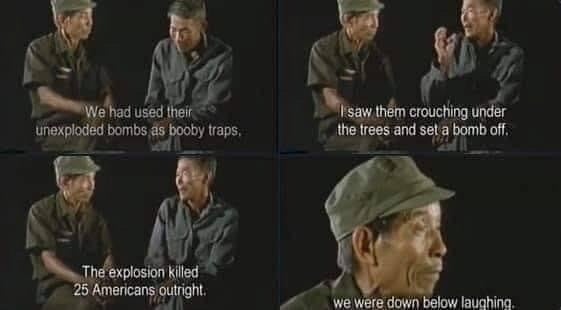 We had used their
unexploded bombs as booby traps,
I saw them crouching under
the trees and set a bomb off.
The explosion killed
25 Americans outright.
we were down below laughing.